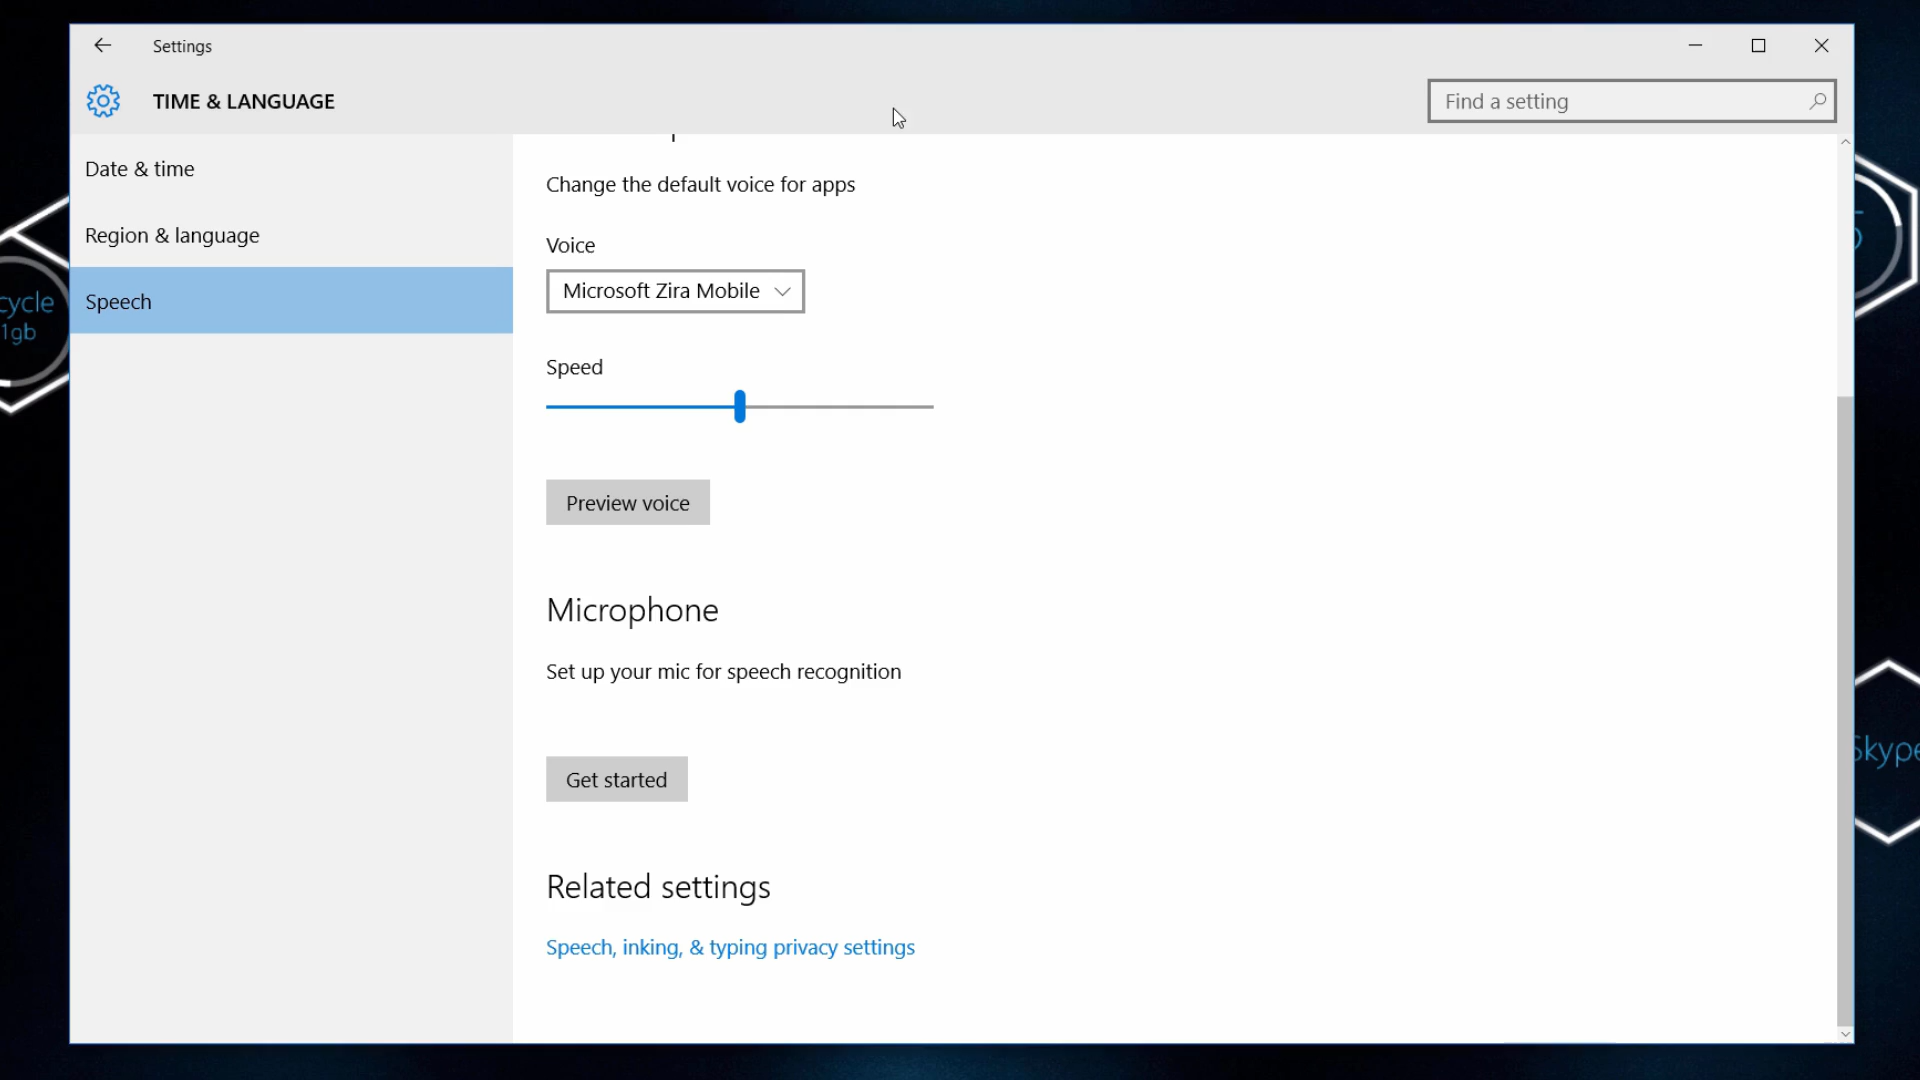 Settings
TIME & LANGUAGE
Find a setting
Date & time
Region & language
Speech
Change the default voice for apps
Voice
Microsoft Zira Mobile
Speed
Preview voice
Microphone
Set up your mic for speech recognition
Get started
Related settings
Speech, inking, & typing privacy settings
cycle
1gb
Skype